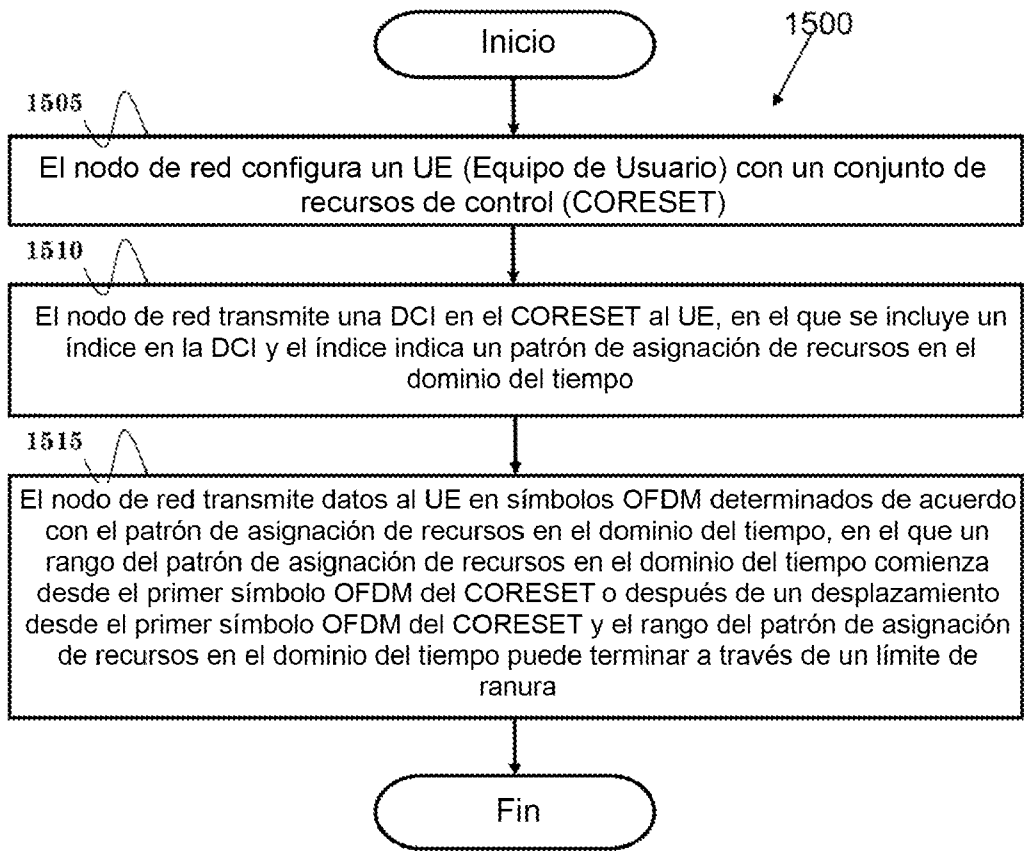 1500
Inicio
1505
El nodo de red configura un UE (Equipo de Usuario) con un conjunto de
recursos de control (CORESET)
1510
El nodo de red transmite una DCI en el CORESET al UE, en el que se incluye un
índice en la DCI y el índice indica un patrón de asignación de recursos en el
dominio del tiempo
1515
El nodo de red transmite datos al UE en símbolos OFDM determinados de acuerdo
con el patrón de asignación de recursos en el dominio del tiempo, en el que un
rango del patrón de asignación de recursos en el dominio del tiempo comienza
desde el primer símbolo OFDM del CORESET o después de un desplazamiento
desde el primer símbolo OFDM del CORESET y el rango del patrón de asignación
de recursos en el dominio del tiempo puede terminar a través de un límite de
ranura
Fin